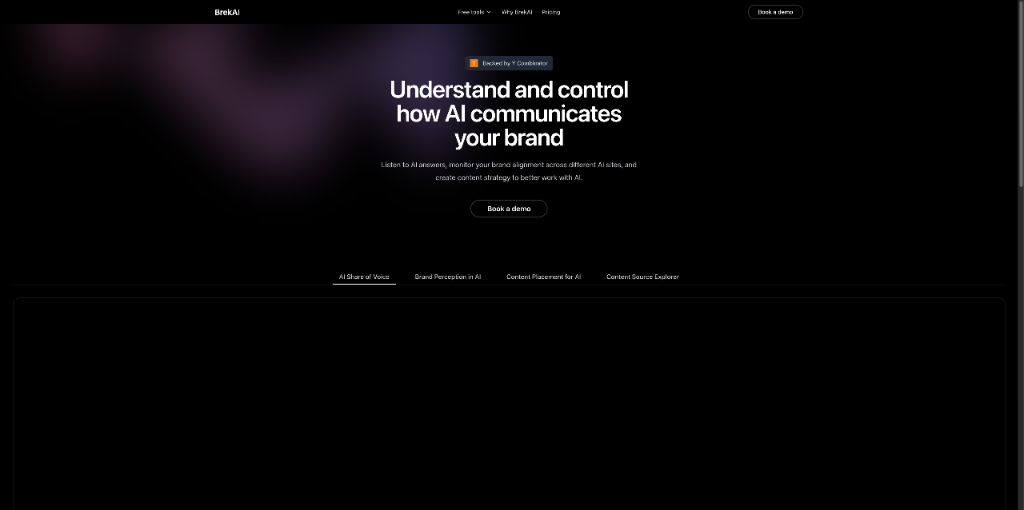 BrekAI
Free tools
Why BrekAI
Pricing
Book a demo
Backed by Y Combinator
Understand and control
how AI communicates
your brand
Listen to AI answers, monitor your brand alignment across different AI sites, and
create content strategy to better work with AI.
Book a demo
AI Share of Voice
Brand Perception in AI
Content Placement for AI
Content Source Explorer